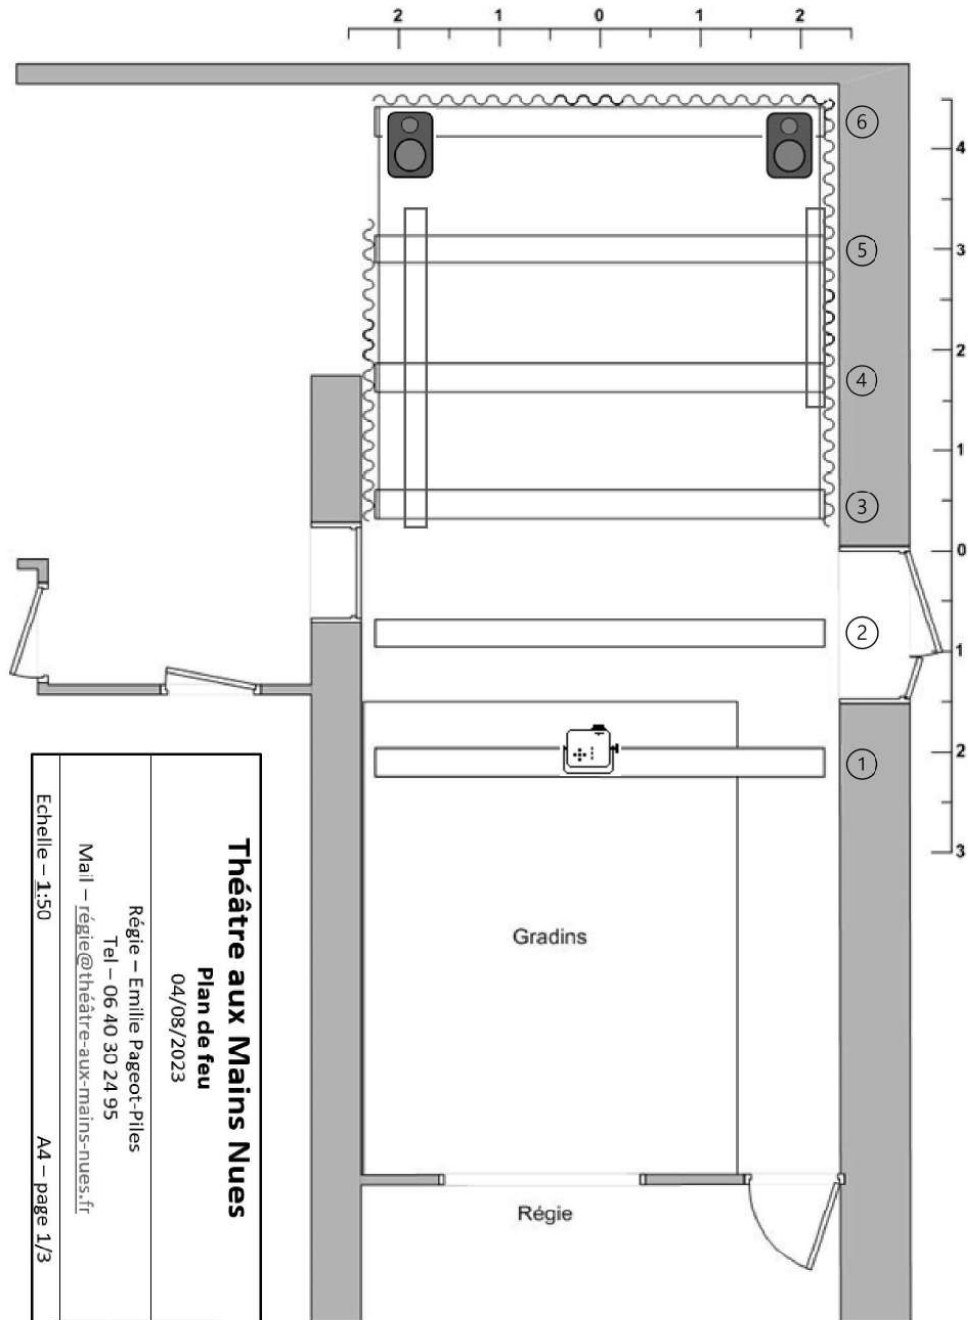 2 1 0 1 2
6
4
5
3
2
4
1
3
0
2
1
2
1
3
Gradins
Régie
Théâtre aux Mains Nues
Plan de feu
04/08/2023
Régie – Emilie Pageot-Piles
Tel – 06 40 30 24 95
Mail – régie@théâtre-aux-mains-nues.fr
Echelle – 1:50 A4 – page 1/3